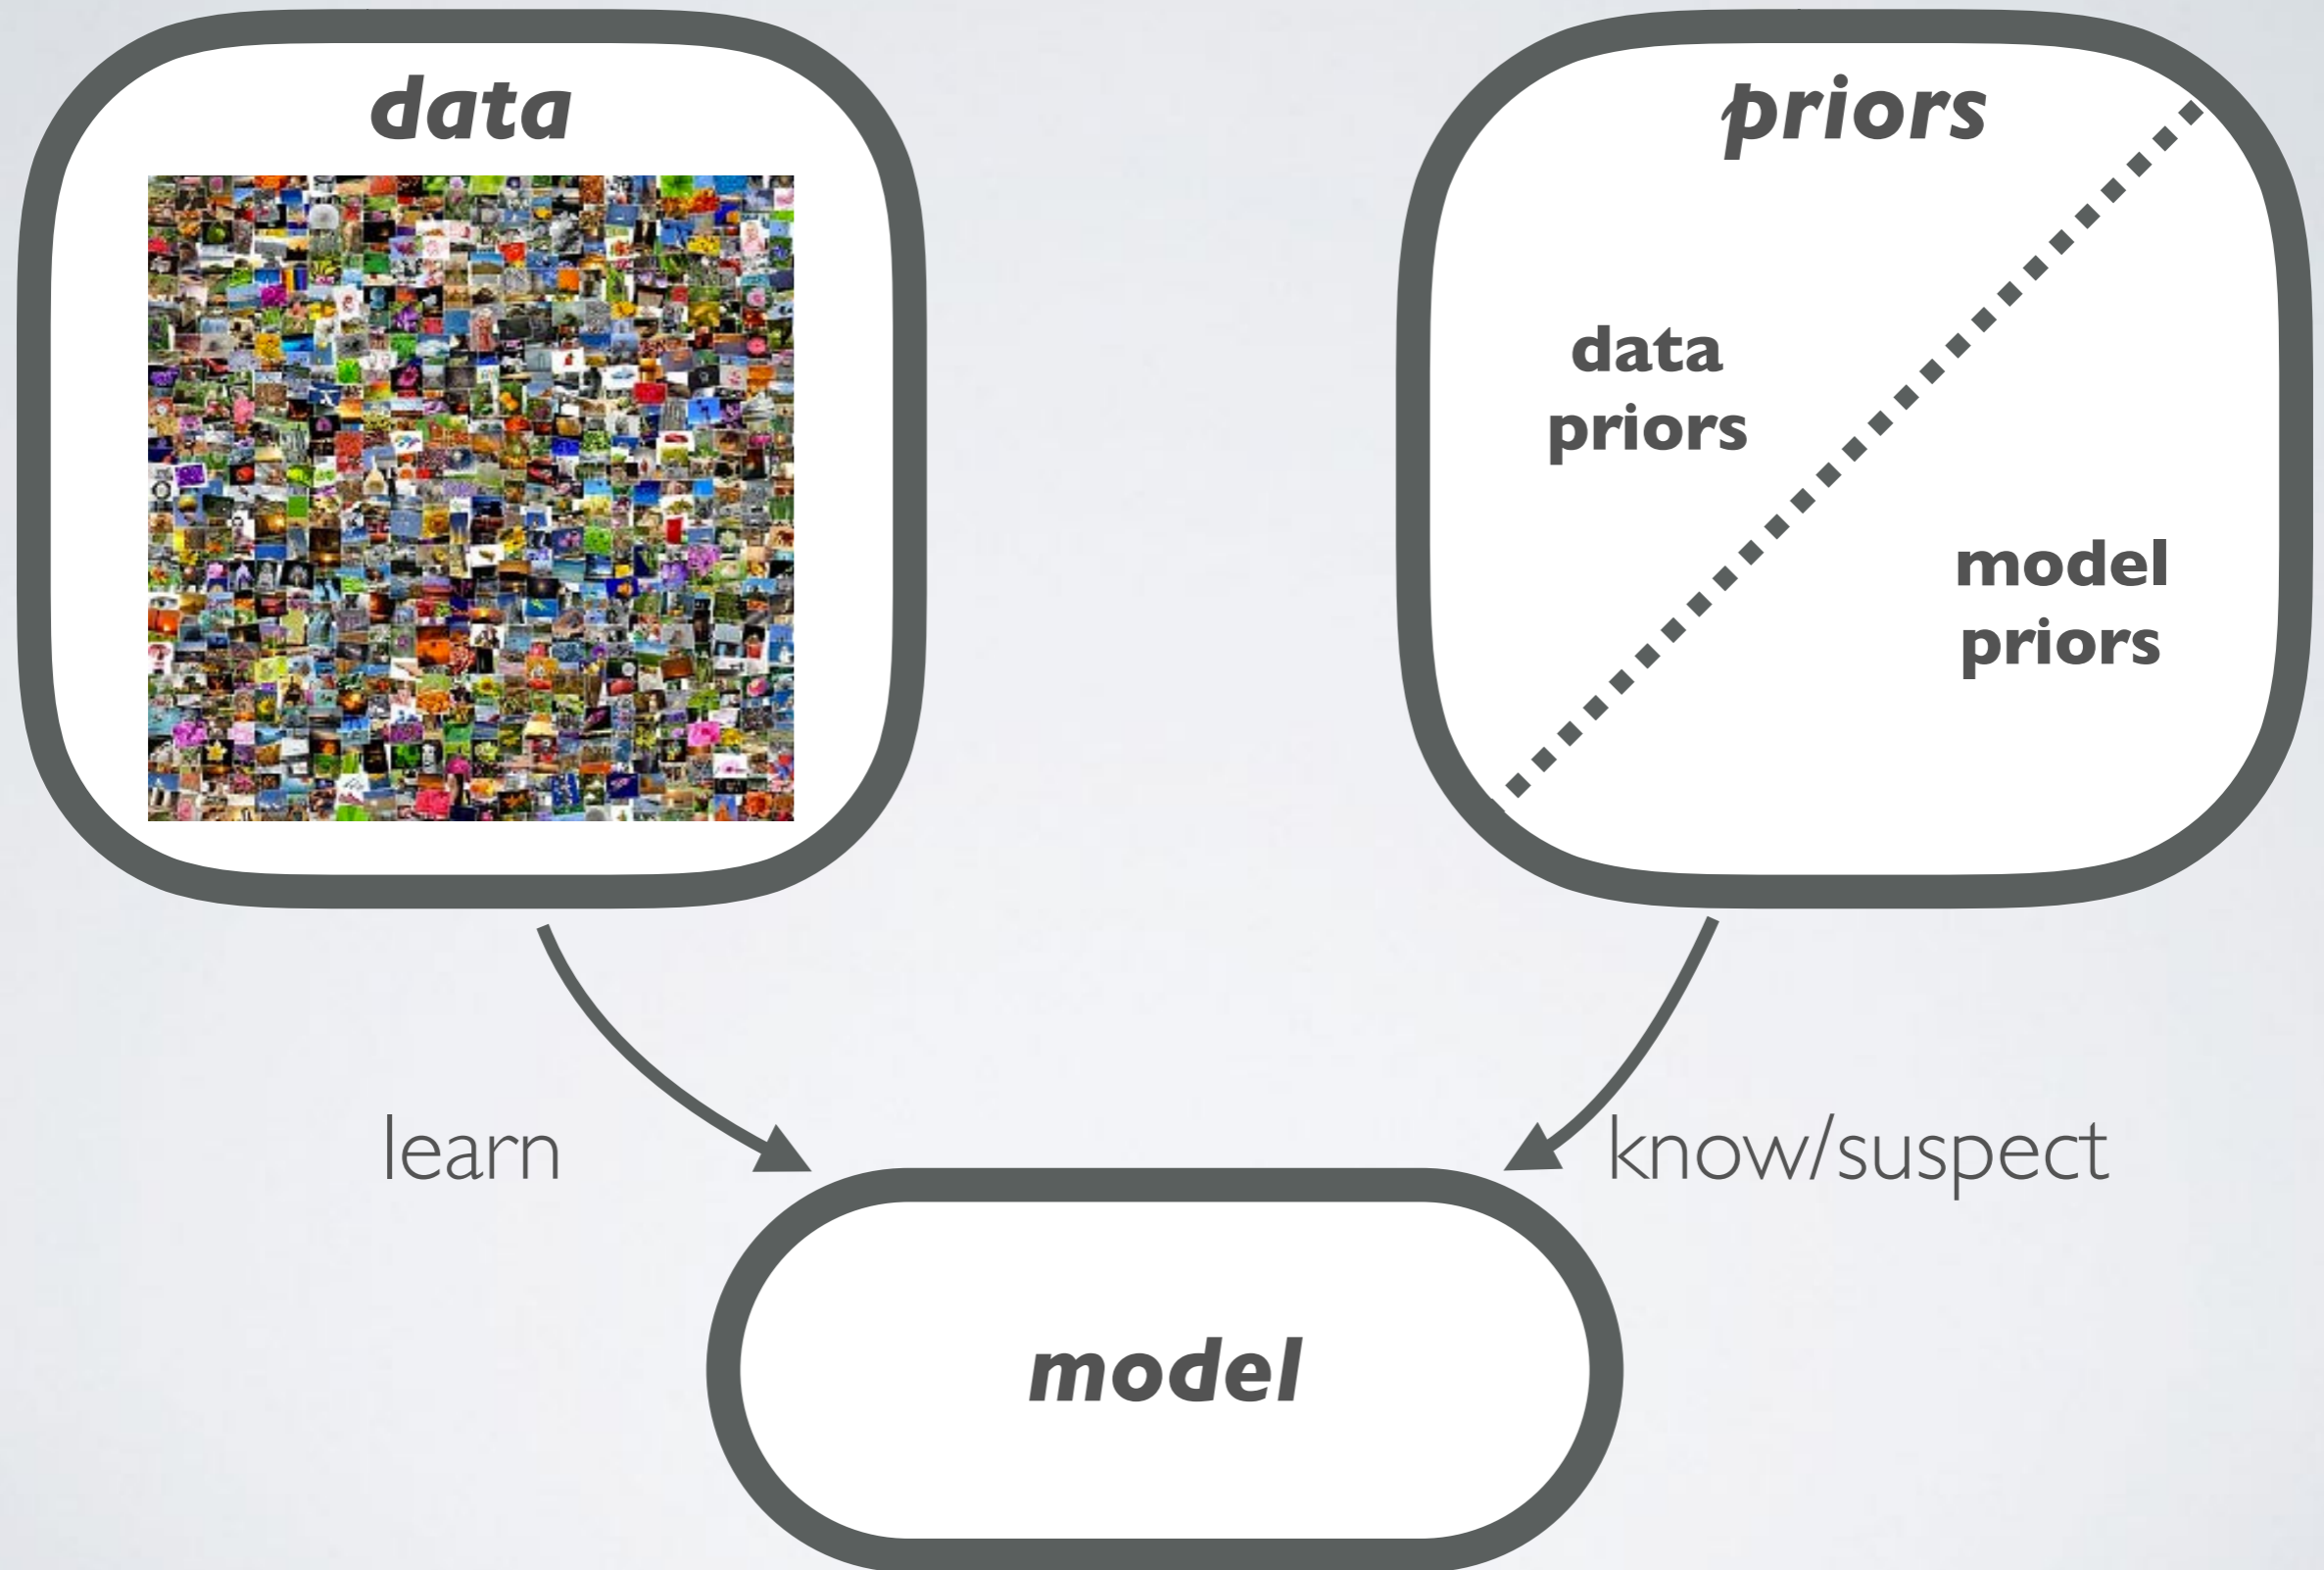 data
priors
data
priors
model
priors
learn
know/suspect
model